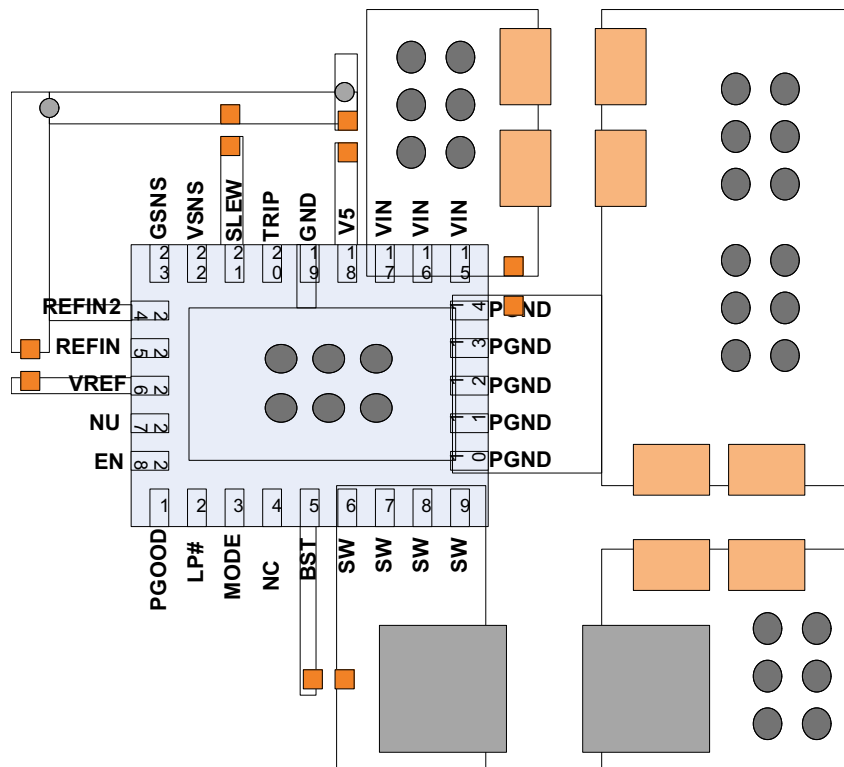 GSNS
VSNS
SLEW
TRIP
GND
V5
VIN
VIN
VIN
23
22
21
20
19
18
17
16
15
REFIN2
24
REFIN
25
VREF
26
NU
27
EN
28
14
PGND
13
PGND
12
PGND
11
PGND
10
PGND
1
2
3
4
5
6
7
8
9
PGOOD
LP#
MODE
NC
BST
SW
SW
SW
SW